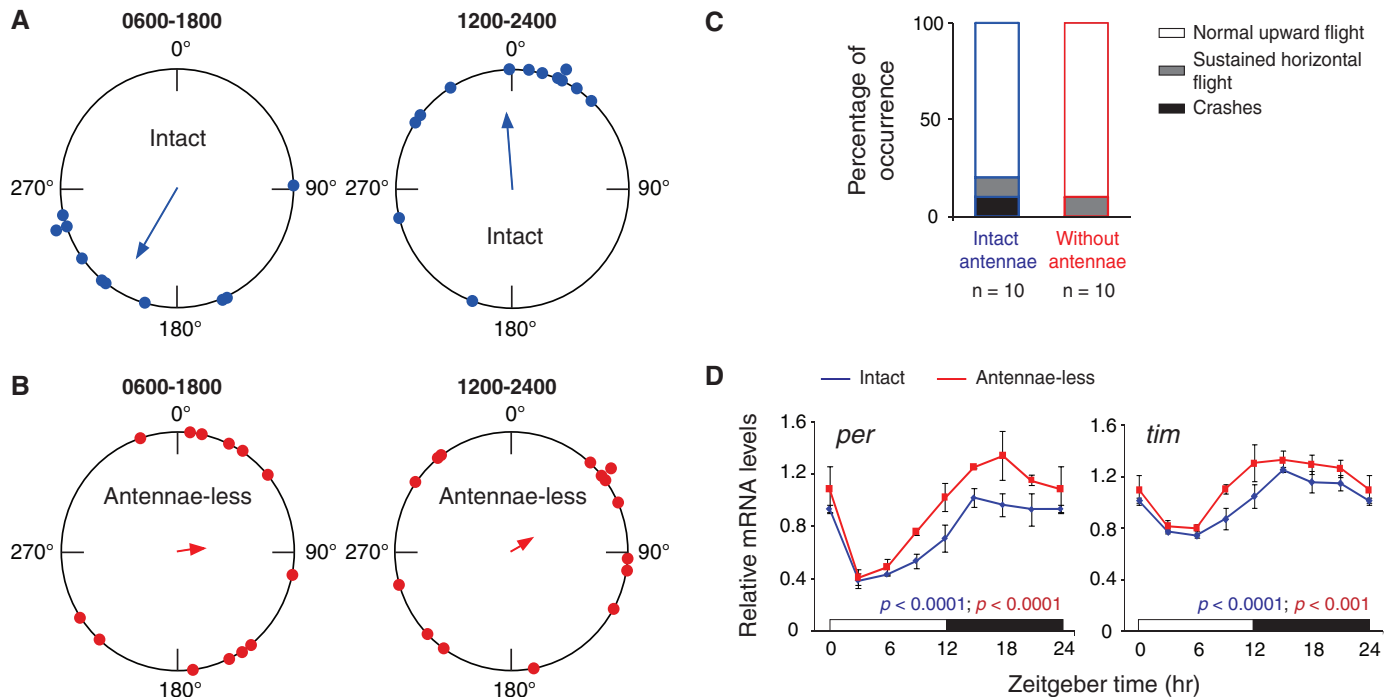 A
0600-1800
0°
Intact
270°
90°
180°
1200-2400
0°
270°
90°
Intact
180°
B
0600-1800
0°
Antennae-less
270°
90°
180°
1200-2400
0°
Antennae-less
270°
90°
180°
C
Percentage of
occurrence
100
50
0
Intact
antennae
n = 10
Without
antennae
n = 10
Normal upward flight
Sustained horizontal
flight
Crashes
D
Intact
Antennae-less
Relative mRNA levels
1.6
1.2
0.8
0.4
0
per
p < 0.0001; p < 0.0001
0 6 12 18 24
1.6
1.2
0.8
0.4
0
tim
p < 0.0001; p < 0.001
0 6 12 18 24
Zeitgeber time (hr)